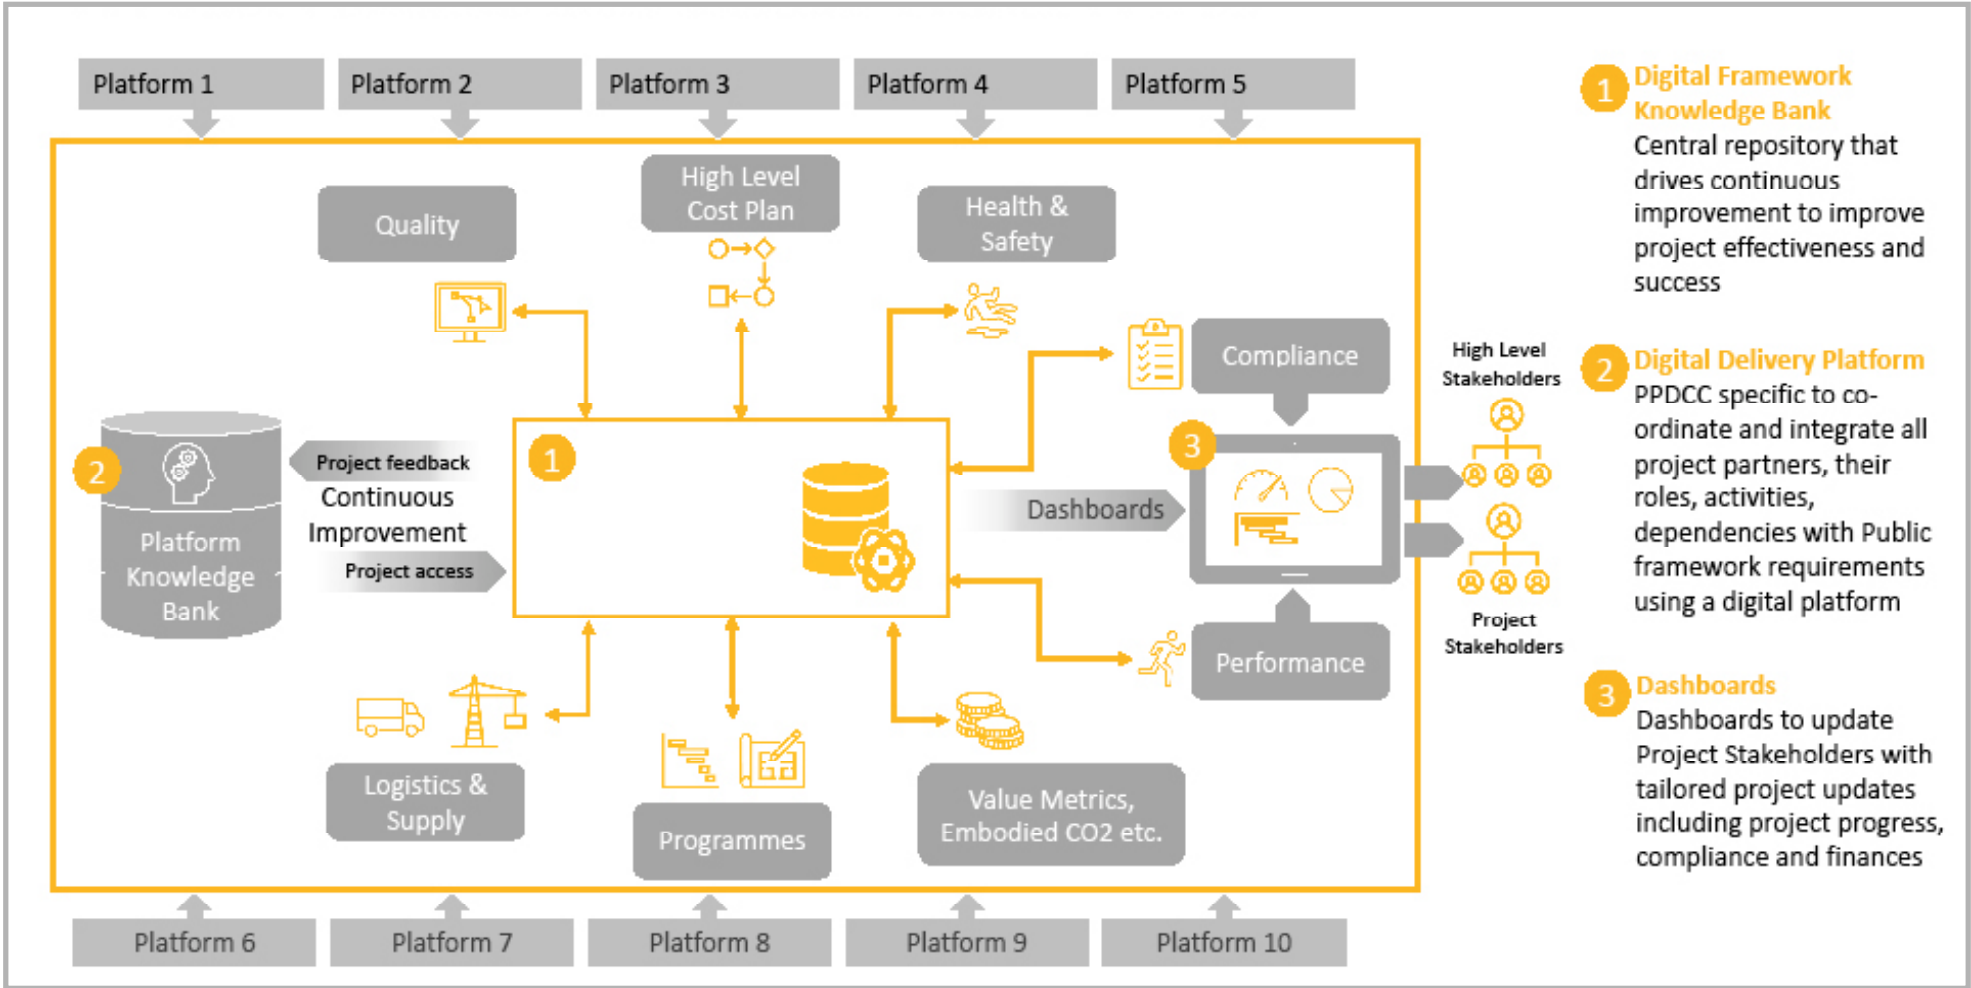 Platform 1
Platform 2
Platform 3
Platform 4
Platform 5
Quality
High Level
Cost Plan
Health &
Safety
Compliance
High Level
Stakeholders
2
Platform
Knowledge
Bank
Project feedback
Continuous
Improvement
Project access
1
Dashboards
3
Performance
Project
Stakeholders
Logistics &
Supply
Programmes
Value Metrics,
Embodied CO2 etc.
Platform 6
Platform 7
Platform 8
Platform 9
Platform 10
1
Digital Framework
Knowledge Bank
Central repository that
drives continuous
improvement to improve
project effectiveness and
success
2
Digital Delivery Platform
PPDCC specific to co-
ordinate and integrate all
project partners, their
roles, activities,
dependencies with Public
framework requirements
using a digital platform
3
Dashboards
Dashboards to update
Project Stakeholders with
tailored project updates
including project progress,
compliance and finances